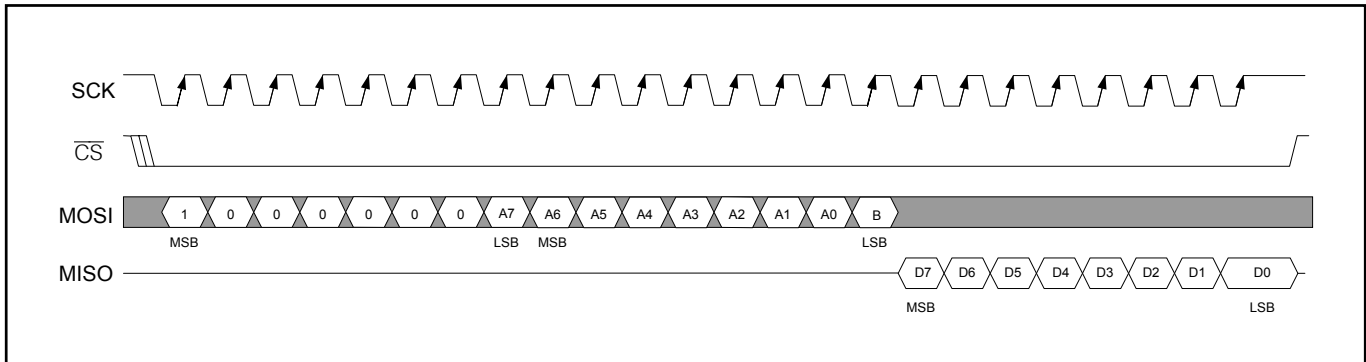 SCK
C̅S̅
MOSI 1 0 0 0 0 0 0 A7 A6 A5 A4 A3 A2 A1 A0 B
MSB LSB MSB LSB
MISO D7 D6 D5 D4 D3 D2 D1 D0
MSB LSB